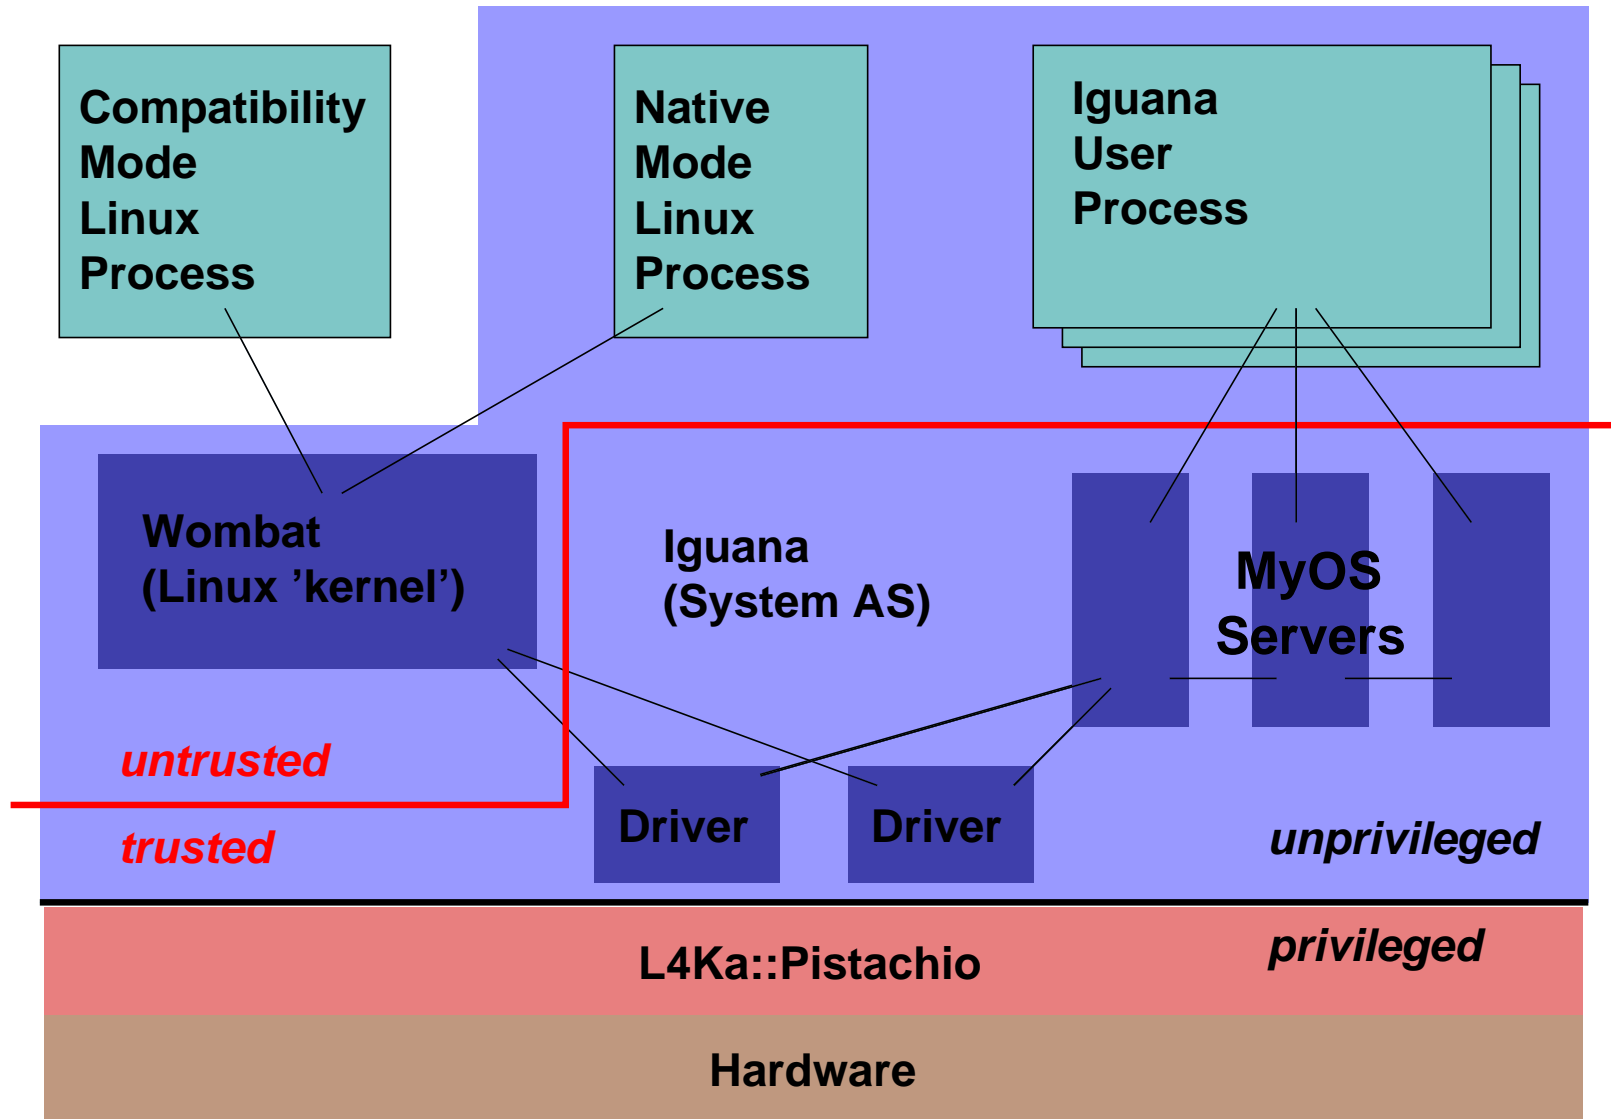 Compatibility
Mode
Linux
Process
Native
Mode
Linux
Process
Iguana
User
Process
Wombat
(Linux ’kernel’)
Iguana
(System AS)
MyOS
Servers
untrusted
trusted
Driver
Driver
unprivileged
privileged
L4Ka::Pistachio
Hardware